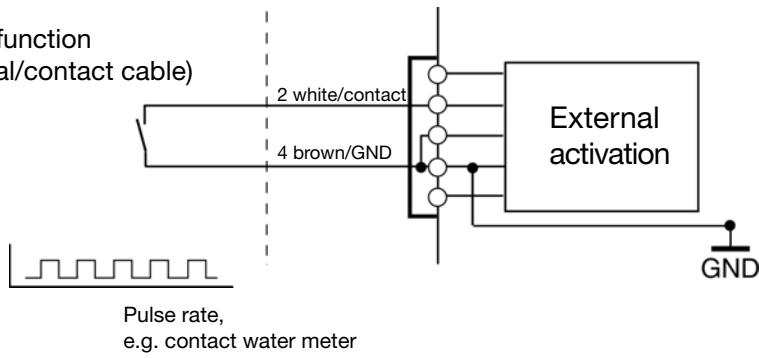 function
al/contact cable)
2 white/contact
4 brown/GND
External
activation
GND
Pulse rate,
e.g. contact water meter